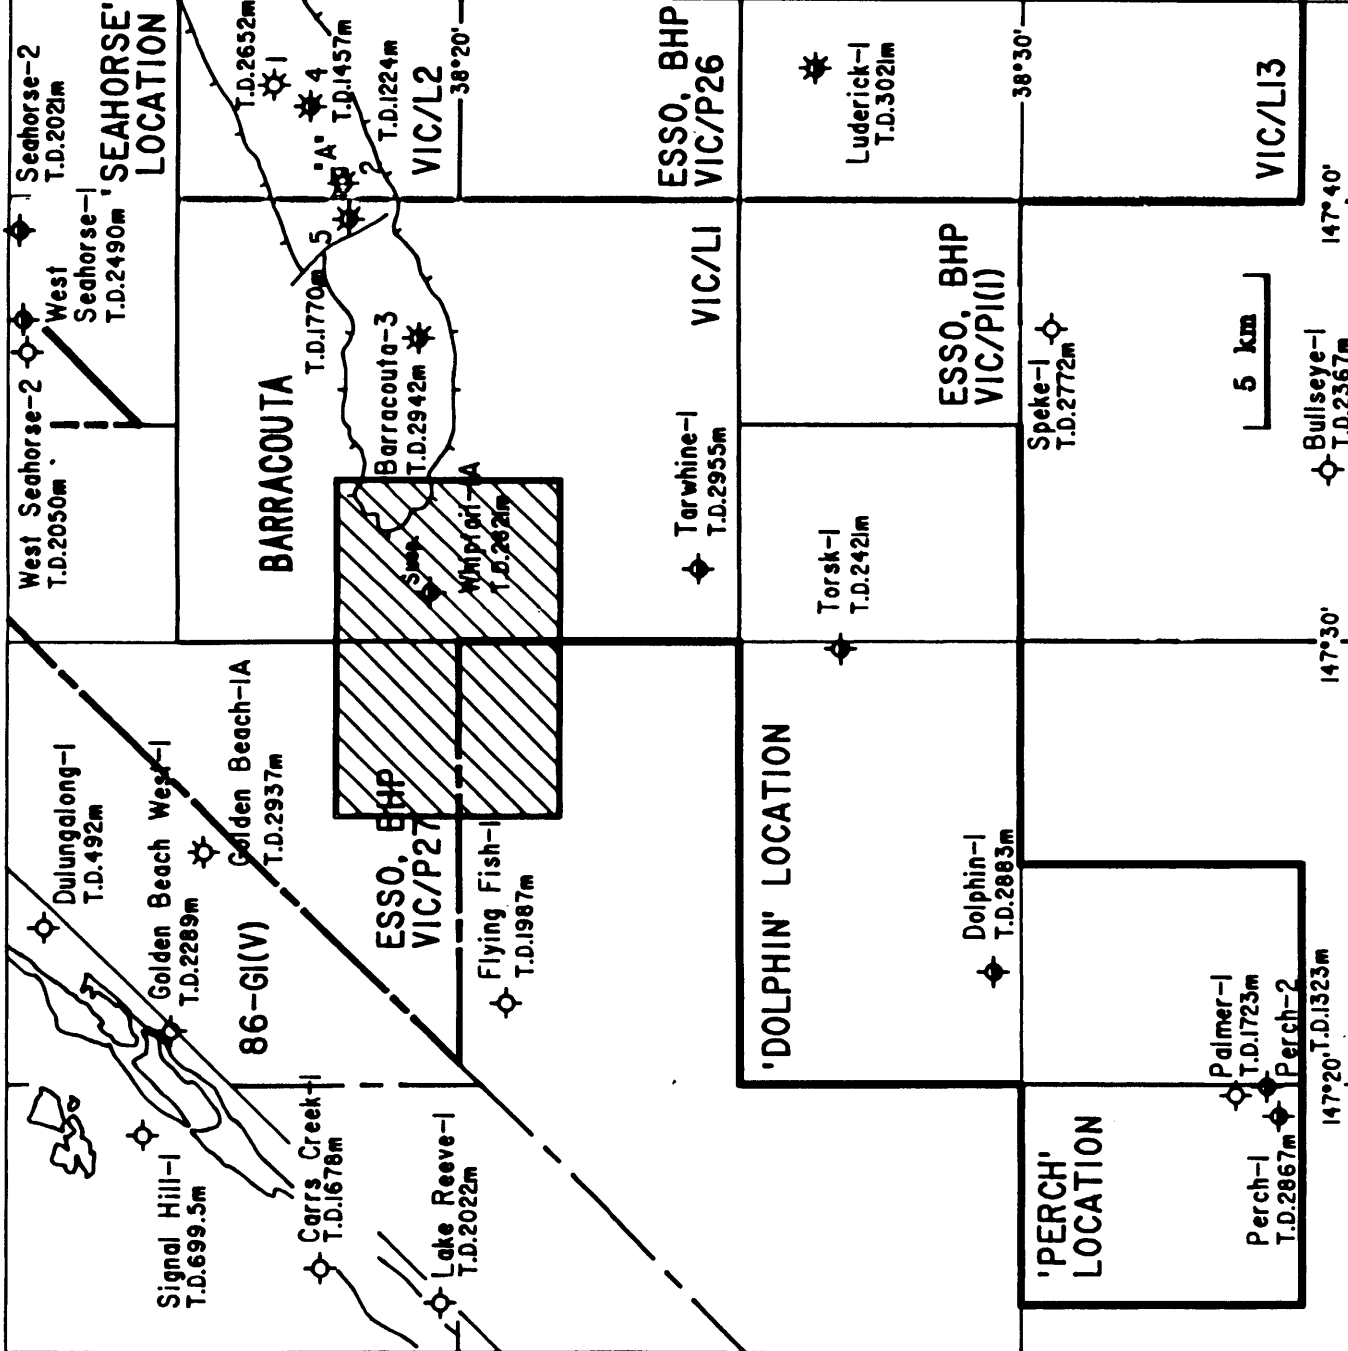 Seahorse-2
T.D.2021m
West
Seahorse-1
T.D.2490m
'SEAHORSE'
LOCATION
West Seahorse-2
T.D.2050m
T.D.2652m
1
4
T.D.1457m
"A"
2
T.D.1224m
5
T.D.1770m
VIC/L2
38°20'
BARRACOUTA
Barracouta-3
T.D.2942m
Whiptail-1A
ESSO, BHP
VIC/P26
VIC/L1
Tarwhine-1
T.D.2955m
Luderick-1
T.D.3021m
38°30'
VIC/L13
ESSO, BHP
VIC/P1(1)
Speke-1
T.D.2772m
5 km
Bullseye-1
T.D.2367m
Torsk-1
T.D.2421m
147°40'
147°30'
147°20'
Dulungalong-1
T.D.492m
Golden Beach West-1
T.D.2289m
Golden Beach-1A
T.D.2937m
86-G1(V)
ESSO, BHP
VIC/P27
Flying Fish-1
T.D.1987m
'DOLPHIN' LOCATION
Dolphin-1
T.D.2883m
Signal Hill-1
T.D.699.5m
Carrs Creek-1
T.D.1678m
Lake Reeve-1
T.D.2022m
'PERCH'
LOCATION
Palmer-1
T.D.1723m
Perch-2
T.D.1323m
Perch-1
T.D.2867m